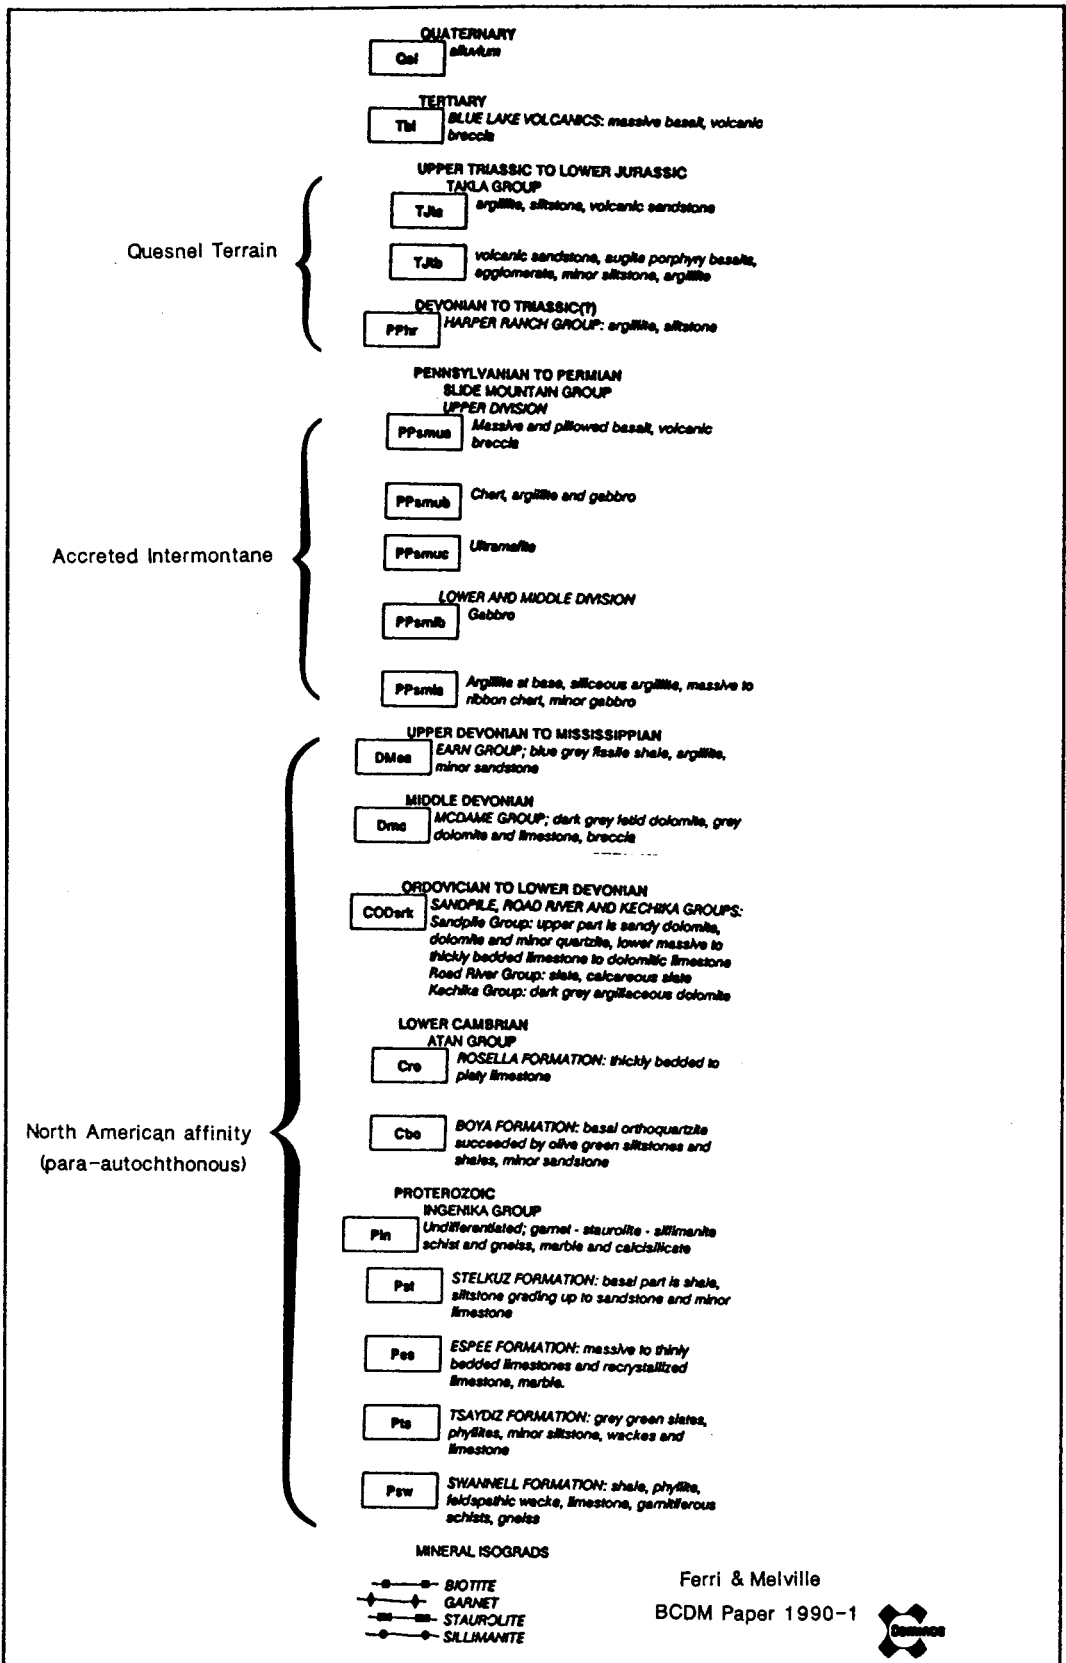 QUATERNARY
Qal alluvium
TERTIARY
Tbl BLUE LAKE VOLCANICS: massive basalt, volcanic
breccia
UPPER TRIASSIC TO LOWER JURASSIC
TAKLA GROUP
TJta argillite, siltstone, volcanic sandstone
Quesnel Terrain
TJtb volcanic sandstone, augite porphyry basalts,
agglomerate, minor siltstone, argillite
DEVONIAN TO TRIASSIC(?)
PPhr HARPER RANCH GROUP: argillite, siltstone
PENNSYLVANIAN TO PERMIAN
SLIDE MOUNTAIN GROUP
UPPER DIVISION
PPsmua Massive and pillowed basalt, volcanic
breccia
PPsmub Chert, argillite and gabbro
Accreted Intermontane
PPsmuc Ultramafite
LOWER AND MIDDLE DIVISION
PPsmlb Gabbro
PPsmla Argillite at base, siliceous argillite, massive to
ribbon chert, minor gabbro
UPPER DEVONIAN TO MISSISSIPPIAN
DMea EARN GROUP; blue grey fissile shale, argillite,
minor sandstone
MIDDLE DEVONIAN
Dmc MCDAME GROUP; dark grey fetid dolomite, grey
dolomite and limestone, breccia
ORDOVICIAN TO LOWER DEVONIAN
CODsrk SANDPILE, ROAD RIVER AND KECHIKA GROUPS:
Sandpile Group: upper part is sandy dolomite,
dolomite and minor quartzite, lower massive to
thickly bedded limestone to dolomitic limestone
Road River Group: slate, calcareous slate
Kechika Group: dark grey argillaceous dolomite
LOWER CAMBRIAN
ATAN GROUP
Cro ROSELLA FORMATION: thickly bedded to
platy limestone
North American affinity
(para-autochthonous)
Cbo BOYA FORMATION: basal orthoquartzite
succeeded by olive green siltstones and
shales, minor sandstone
PROTEROZOIC
INGENIKA GROUP
Pin Undifferentiated; garnet - staurolite - sillimanite
schist and gneiss, marble and calcisilicate
Pst STELKUZ FORMATION: basal part is shale,
siltstone grading up to sandstone and minor
limestone
Pes ESPEE FORMATION: massive to thinly
bedded limestones and recrystallized
limestone, marble.
Pts TSAYDIZ FORMATION: grey green slates,
phyllites, minor siltstone, wackes and
limestone
Psw SWANNELL FORMATION: shale, phyllite,
feldspathic wacke, limestone, garnitiferous
schists, gneiss
MINERAL ISOGRADS
BIOTITE
GARNET
STAUROLITE
SILLIMANITE
Ferri & Melville
BCDM Paper 1990-1